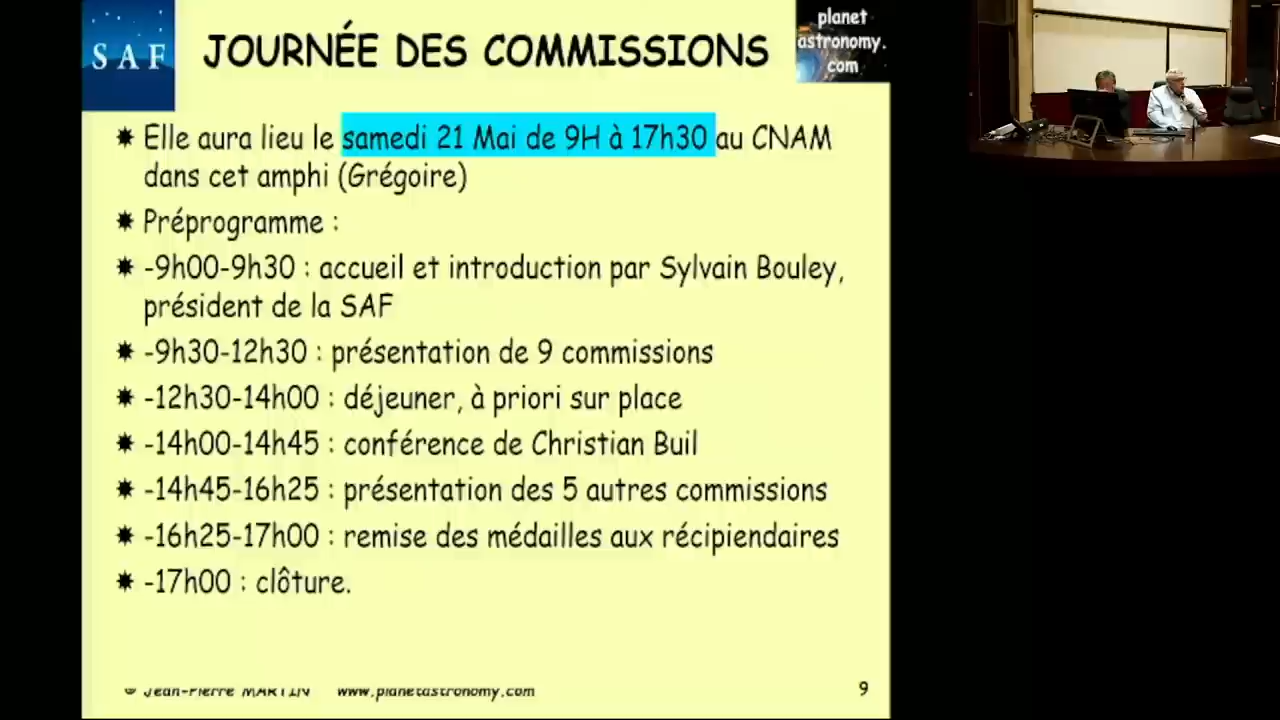 SAF
JOURNÉE DES COMMISSIONS
planet
astronomy.
com
Elle aura lieu le samedi 21 Mai de 9H à 17h30 au CNAM
dans cet amphi (Grégoire)
Préprogramme :
-9h00-9h30 : accueil et introduction par Sylvain Bouley,
président de la SAF
-9h30-12h30 : présentation de 9 commissions
-12h30-14h00 : déjeuner, à priori sur place
-14h00-14h45 : conférence de Christian Buil
-14h45-16h25 : présentation des 5 autres commissions
-16h25-17h00 : remise des médailles aux récipiendaires
-17h00 : clôture.
© Jean-Pierre MARTIN www.planetastronomy.com 9